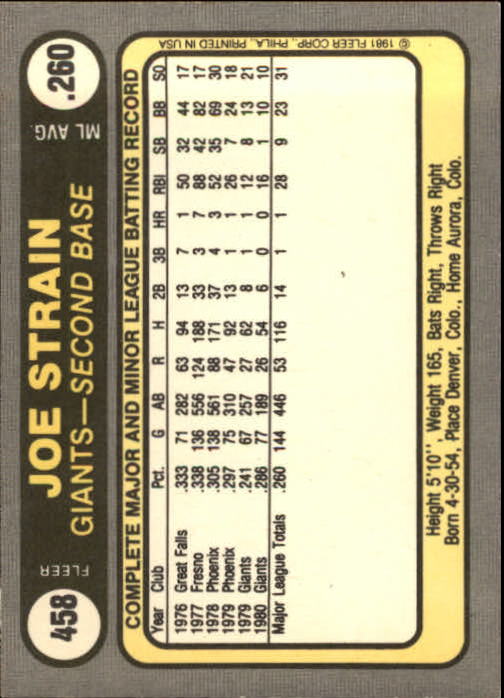 458
FLEER
JOE STRAIN
GIANTS—SECOND BASE
ML AVG.
.260
COMPLETE MAJOR AND MINOR LEAGUE BATTING RECORD
Year Club Pct. G AB R H 2B 3B HR RBI SB BB SO
1976 Great Falls .333 71 282 63 94 13 7 1 50 32 44 17
1977 Fresno .338 136 556 124 188 33 3 7 88 42 82 17
1978 Phoenix .305 138 561 88 171 37 4 3 52 35 69 30
1979 Phoenix .297 75 310 47 92 13 1 1 26 7 24 18
1979 Giants .241 67 257 27 62 8 1 1 12 8 13 21
1980 Giants .286 77 189 26 54 6 0 0 16 1 10 10
Major League Totals .260 144 446 53 116 14 1 1 28 9 23 31
Height 5'10'', Weight 165, Bats Right, Throws Right
Born 4-30-54, Place Denver, Colo., Home Aurora, Colo.
© 1981 FLEER CORP., PHILA., PRINTED IN USA